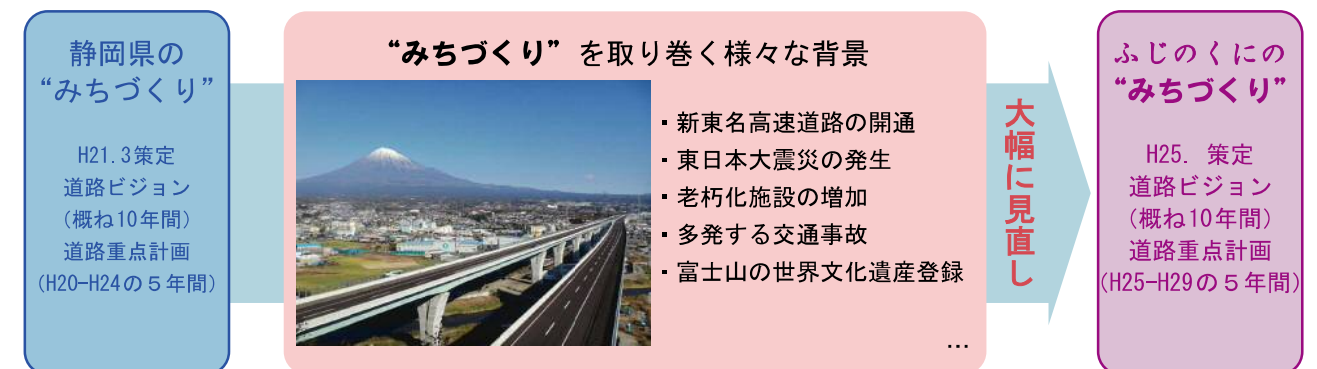 静岡県の
“みちづくり”
H21.3策定
道路ビジョン
(概ね10年間)
道路重点計画
(H20-H24の５年間)
“みちづくり”を取り巻く様々な背景
・新東名高速道路の開通
・東日本大震災の発生
・老朽化施設の増加
・多発する交通事故
・富士山の世界文化遺産登録
…
大幅に見直し
ふじのくにの
“みちづくり”
H25. 策定
道路ビジョン
(概ね10年間)
道路重点計画
(H25-H29の５年間)